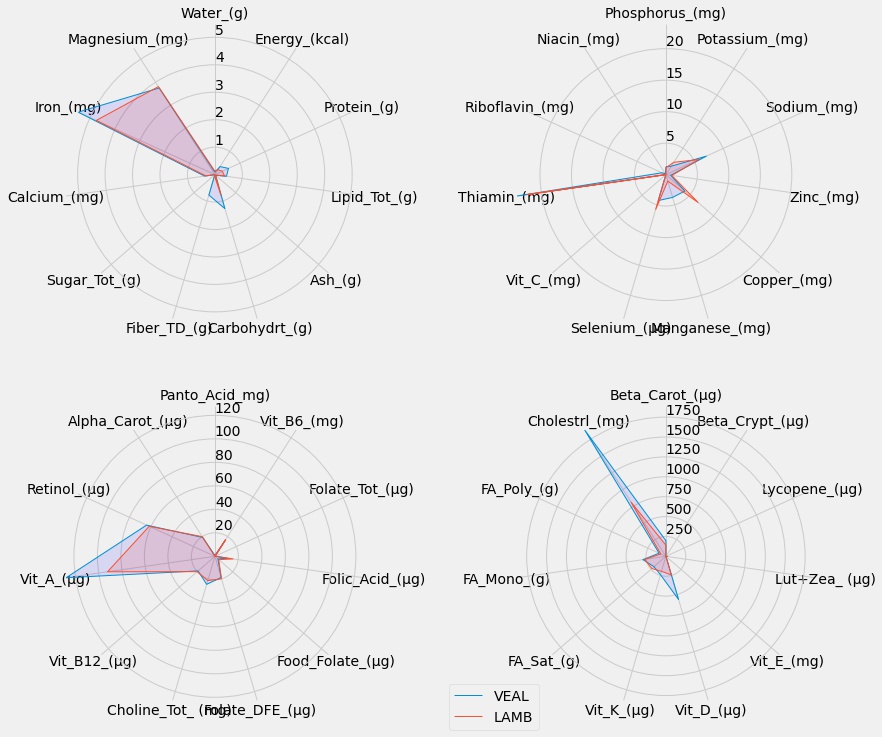 Water_(g)
Magnesium_(mg)
Energy_(kcal)
Iron_(mg)
Protein_(g)
Calcium_(mg)
Lipid_Tot_(g)
Sugar_Tot_(g)
Ash_(g)
Fiber_TD_(g)
Carbohydrt_(g)
5
4
3
2
1
Phosphorus_(mg)
Niacin_(mg)
Potassium_(mg)
Riboflavin_(mg)
Sodium_(mg)
Thiamin_(mg)
Zinc_(mg)
Vit_C_(mg)
Copper_(mg)
Selenium_(µg)
Manganese_(mg)
20
15
10
5
Panto_Acid_mg)
Alpha_Carot_(µg)
Vit_B6_(mg)
Retinol_(µg)
Folate_Tot_(µg)
Vit_A_(µg)
Folic_Acid_(µg)
Vit_B12_(µg)
Food_Folate_(µg)
Choline_Tot_ (mg)
Folate_DFE_(µg)
120
100
80
60
40
20
Beta_Carot_(µg)
Cholestrl_(mg)
Beta_Crypt_(µg)
FA_Poly_(g)
Lycopene_(µg)
FA_Mono_(g)
Lut+Zea_ (µg)
FA_Sat_(g)
Vit_E_(mg)
Vit_K_(µg)
Vit_D_(µg)
1750
1500
1250
1000
750
500
250
VEAL
LAMB